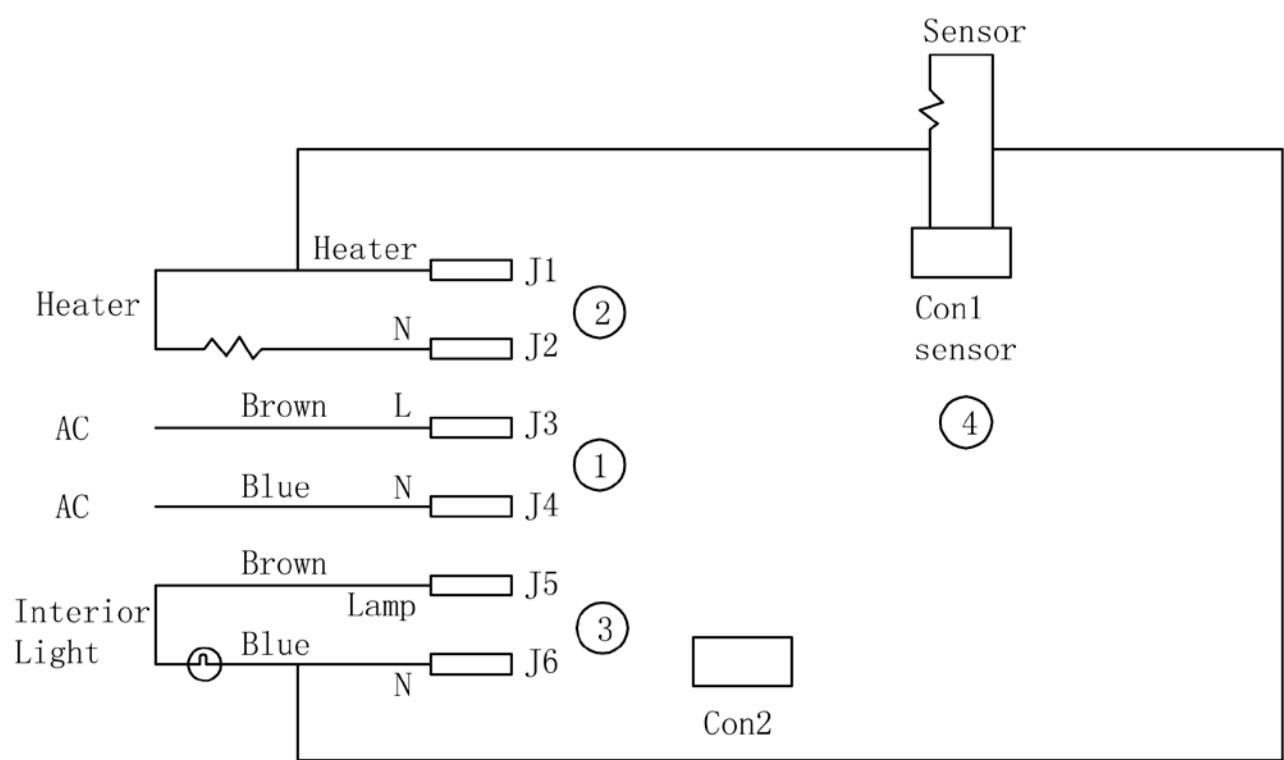 Sensor
Heater
J1
Heater
2
N
J2
Con1
sensor
Brown
L
J3
AC
4
1
Blue
N
J4
AC
Brown
J5
Interior
Light
Lamp
3
Blue
J6
N
Con2